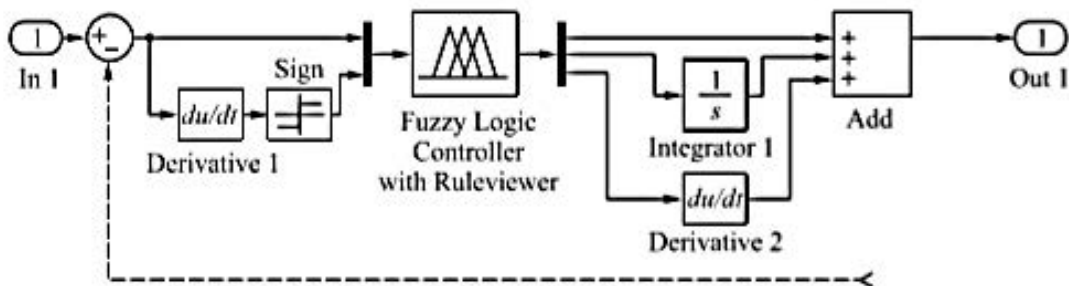 1
+
−
In 1
du/dt
Derivative 1
Sign
Fuzzy Logic
Controller
with Ruleviewer
1
s
Integrator 1
du/dt
Derivative 2
+
+
+
Add
1
Out 1